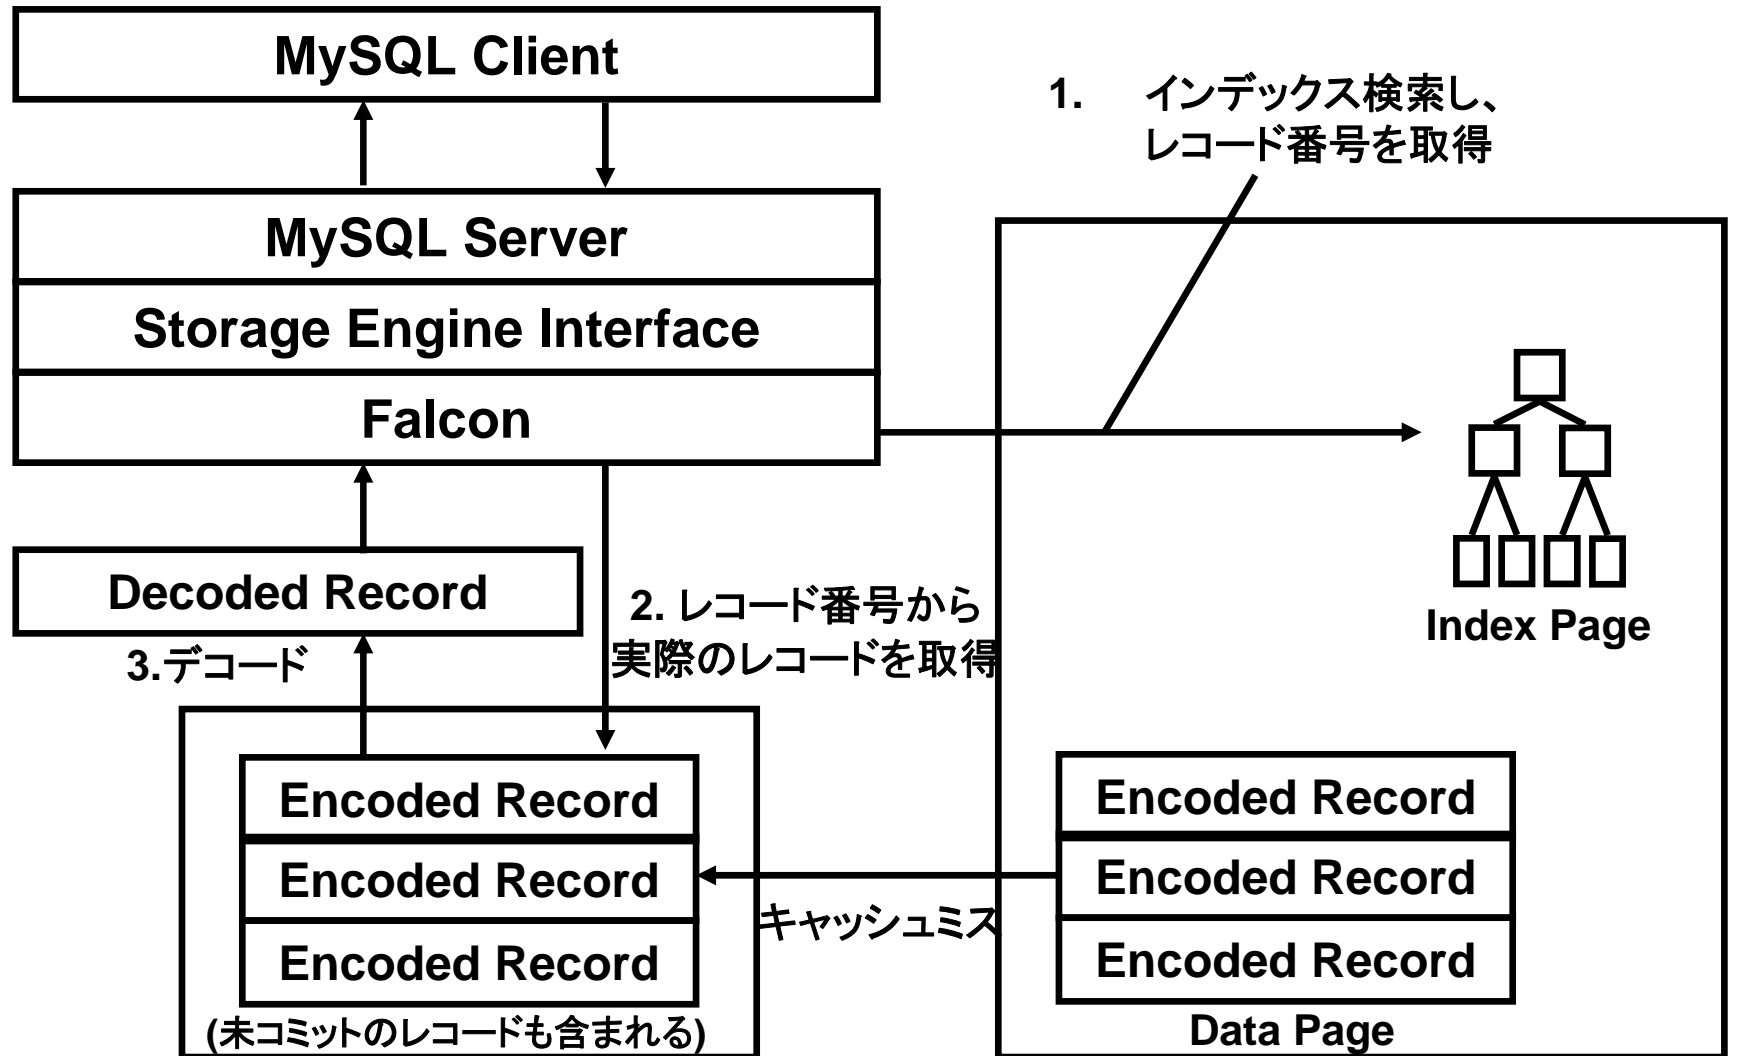 MySQL Client
1. インデックス検索し、
レコード番号を取得
MySQL Server
Storage Engine Interface
Falcon
Decoded Record
2. レコード番号から
実際のレコードを取得
3.デコード
Index Page
Encoded Record
Encoded Record
Encoded Record
(未コミットのレコードも含まれる)
キャッシュミス
Encoded Record
Encoded Record
Encoded Record
Data Page